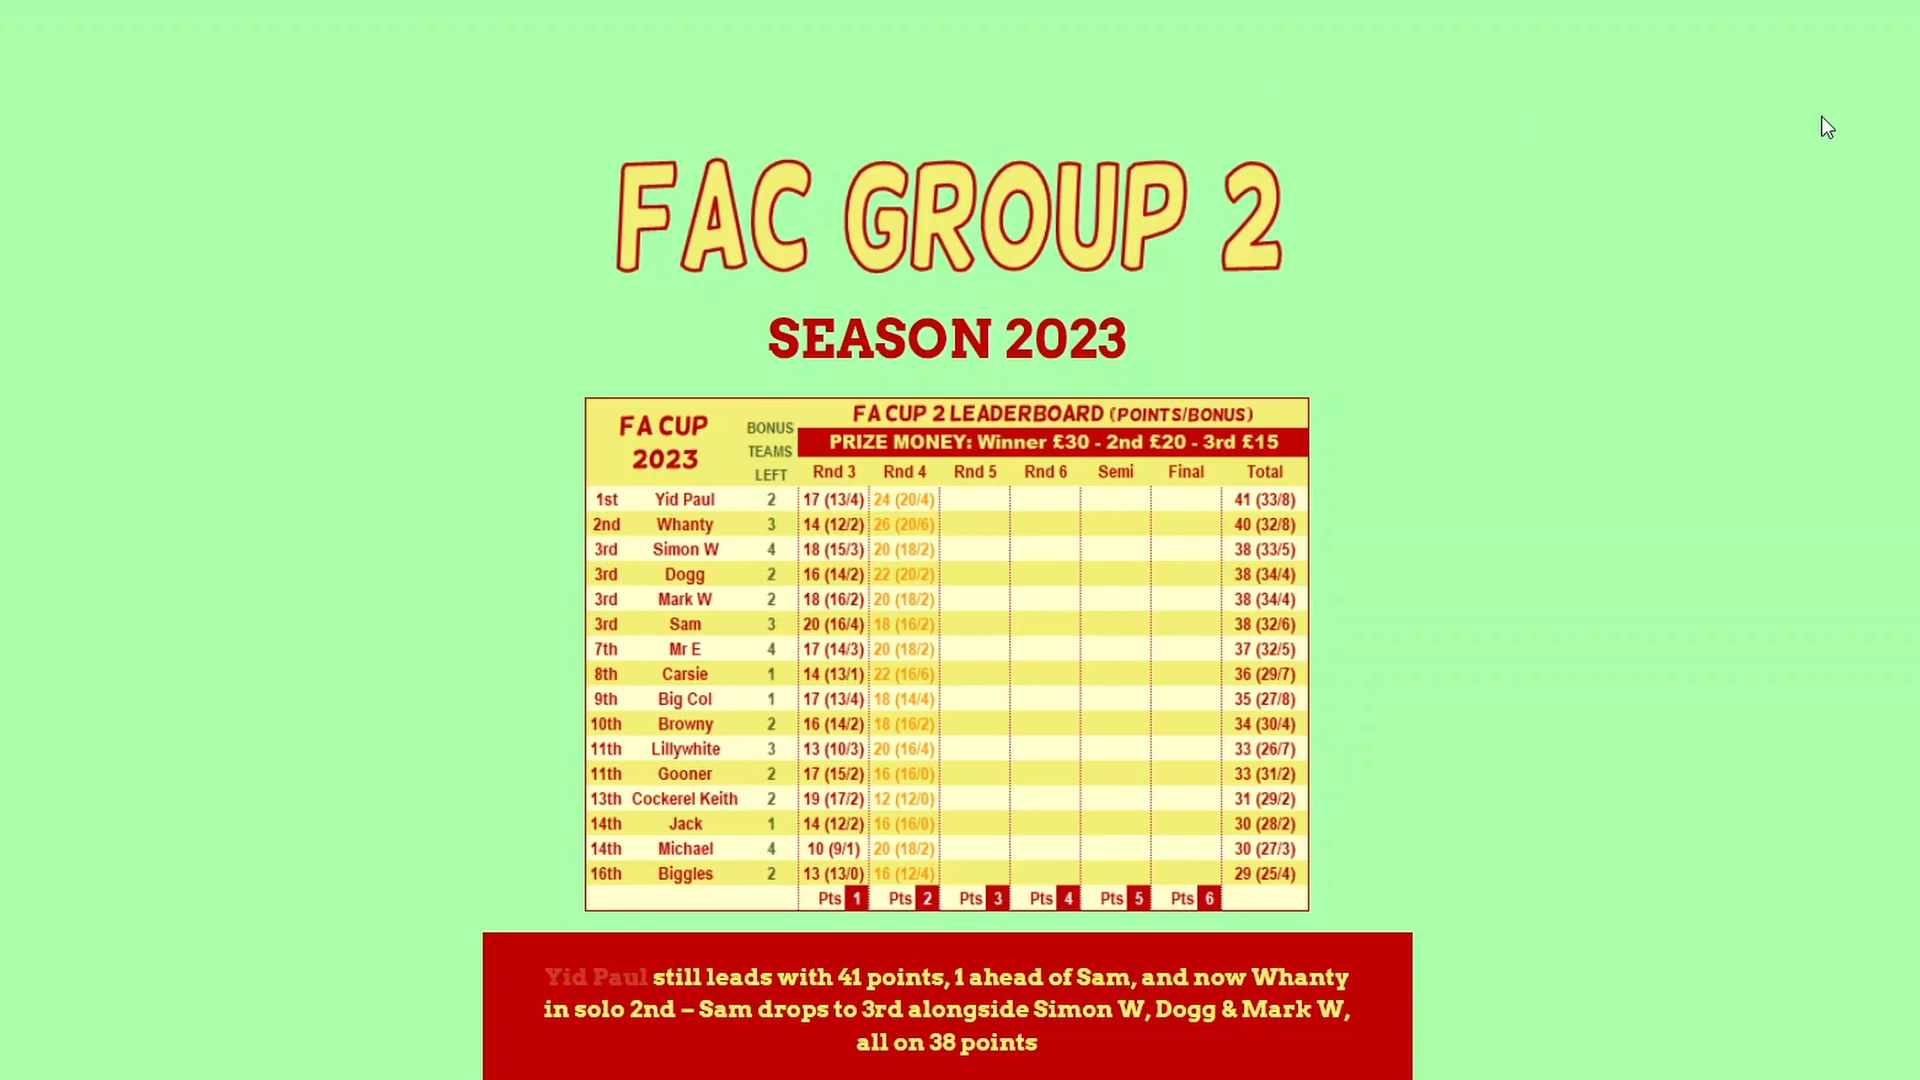 FAC GROUP 2
SEASON 2023
FA CUP 2023
BONUS TEAMS LEFT
FA CUP 2 LEADERBOARD (POINTS/BONUS)
PRIZE MONEY: Winner £30 - 2nd £20 - 3rd £15
Rnd 3 Rnd 4 Rnd 5 Rnd 6 Semi Final Total
1st Yid Paul 2 17 (13/4) 24 (20/4) 41 (33/8)
2nd Whanty 3 14 (12/2) 26 (20/6) 40 (32/8)
3rd Simon W 4 18 (15/3) 20 (18/2) 38 (33/5)
3rd Dogg 2 16 (14/2) 22 (20/2) 38 (34/4)
3rd Mark W 2 18 (16/2) 20 (18/2) 38 (34/4)
3rd Sam 3 20 (16/4) 18 (16/2) 38 (32/6)
7th Mr E 4 17 (14/3) 20 (18/2) 37 (32/5)
8th Carsie 1 14 (13/1) 22 (16/6) 36 (29/7)
9th Big Col 1 17 (13/4) 18 (14/4) 35 (27/8)
10th Browny 2 16 (14/2) 18 (16/2) 34 (30/4)
11th Lillywhite 3 13 (10/3) 20 (16/4) 33 (26/7)
11th Gooner 2 17 (15/2) 16 (16/0) 33 (31/2)
13th Cockerel Keith 2 19 (17/2) 12 (12/0) 31 (29/2)
14th Jack 1 14 (12/2) 16 (16/0) 30 (28/2)
14th Michael 4 10 (9/1) 20 (18/2) 30 (27/3)
16th Biggles 2 13 (13/0) 16 (12/4) 29 (25/4)
Pts 1 Pts 2 Pts 3 Pts 4 Pts 5 Pts 6
Yid Paul still leads with 41 points, 1 ahead of Sam, and now Whanty
in solo 2nd – Sam drops to 3rd alongside Simon W, Dogg & Mark W,
all on 38 points